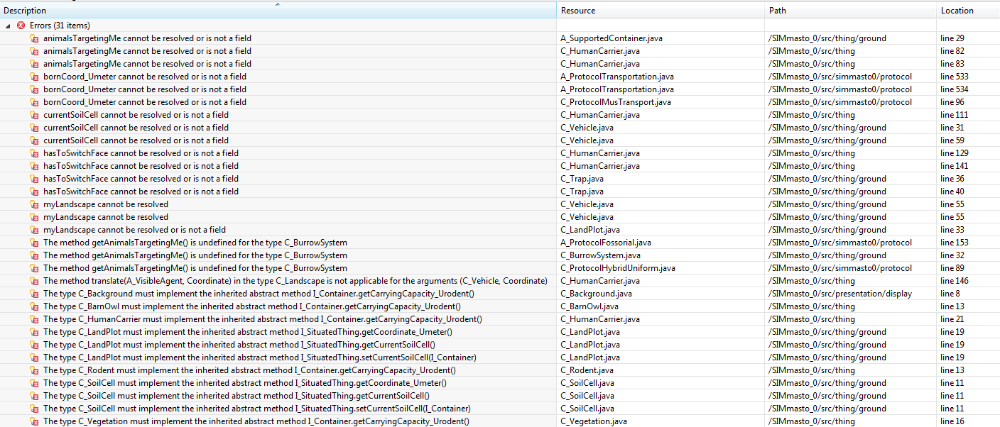 Description Resource Path Location
Errors (31 items)
animalsTargetingMe cannot be resolved or is not a field A_SupportedContainer.java /SIMmasto_0/src/thing/ground line 29
animalsTargetingMe cannot be resolved or is not a field C_HumanCarrier.java /SIMmasto_0/src/thing line 82
animalsTargetingMe cannot be resolved or is not a field C_HumanCarrier.java /SIMmasto_0/src/thing line 83
bornCoord_Umeter cannot be resolved or is not a field A_ProtocolTransportation.java /SIMmasto_0/src/simmasto0/protocol line 533
bornCoord_Umeter cannot be resolved or is not a field A_ProtocolTransportation.java /SIMmasto_0/src/simmasto0/protocol line 534
bornCoord_Umeter cannot be resolved or is not a field C_ProtocolMusTransport.java /SIMmasto_0/src/simmasto0/protocol line 96
currentSoilCell cannot be resolved or is not a field C_HumanCarrier.java /SIMmasto_0/src/thing line 111
currentSoilCell cannot be resolved or is not a field C_Vehicle.java /SIMmasto_0/src/thing/ground line 31
currentSoilCell cannot be resolved or is not a field C_Vehicle.java /SIMmasto_0/src/thing/ground line 59
hasToSwitchFace cannot be resolved or is not a field C_HumanCarrier.java /SIMmasto_0/src/thing line 129
hasToSwitchFace cannot be resolved or is not a field C_HumanCarrier.java /SIMmasto_0/src/thing line 141
hasToSwitchFace cannot be resolved or is not a field C_Trap.java /SIMmasto_0/src/thing/ground line 36
hasToSwitchFace cannot be resolved or is not a field C_Trap.java /SIMmasto_0/src/thing/ground line 40
myLandscape cannot be resolved C_Vehicle.java /SIMmasto_0/src/thing/ground line 55
myLandscape cannot be resolved C_Vehicle.java /SIMmasto_0/src/thing/ground line 55
myLandscape cannot be resolved or is not a field C_LandPlot.java /SIMmasto_0/src/thing/ground line 33
The method getAnimalsTargetingMe() is undefined for the type C_BurrowSystem A_ProtocolFossorial.java /SIMmasto_0/src/simmasto0/protocol line 153
The method getAnimalsTargetingMe() is undefined for the type C_BurrowSystem C_BurrowSystem.java /SIMmasto_0/src/thing/ground line 32
The method getAnimalsTargetingMe() is undefined for the type C_BurrowSystem C_ProtocolHybridUniform.java /SIMmasto_0/src/simmasto0/protocol line 89
The method translate(A_VisibleAgent, Coordinate) in the type C_Landscape is not applicable for the arguments (C_Vehicle, Coordinate) C_HumanCarrier.java /SIMmasto_0/src/thing line 146
The type C_Background must implement the inherited abstract method I_Container.getCarryingCapacity_Urodent() C_Background.java /SIMmasto_0/src/presentation/display line 8
The type C_BarnOwl must implement the inherited abstract method I_Container.getCarryingCapacity_Urodent() C_BarnOwl.java /SIMmasto_0/src/thing line 13
The type C_HumanCarrier must implement the inherited abstract method I_Container.getCarryingCapacity_Urodent() C_HumanCarrier.java /SIMmasto_0/src/thing line 21
The type C_LandPlot must implement the inherited abstract method I_SituatedThing.getCoordinate_Umeter() C_LandPlot.java /SIMmasto_0/src/thing/ground line 19
The type C_LandPlot must implement the inherited abstract method I_SituatedThing.getCurrentSoilCell() C_LandPlot.java /SIMmasto_0/src/thing/ground line 19
The type C_LandPlot must implement the inherited abstract method I_SituatedThing.setCurrentSoilCell(I_Container) C_LandPlot.java /SIMmasto_0/src/thing/ground line 19
The type C_Rodent must implement the inherited abstract method I_Container.getCarryingCapacity_Urodent() C_Rodent.java /SIMmasto_0/src/thing line 13
The type C_SoilCell must implement the inherited abstract method I_SituatedThing.getCoordinate_Umeter() C_SoilCell.java /SIMmasto_0/src/thing/ground line 11
The type C_SoilCell must implement the inherited abstract method I_SituatedThing.getCurrentSoilCell() C_SoilCell.java /SIMmasto_0/src/thing/ground line 11
The type C_SoilCell must implement the inherited abstract method I_SituatedThing.setCurrentSoilCell(I_Container) C_SoilCell.java /SIMmasto_0/src/thing/ground line 11
The type C_Vegetation must implement the inherited abstract method I_Container.getCarryingCapacity_Urodent() C_Vegetation.java /SIMmasto_0/src/thing line 16